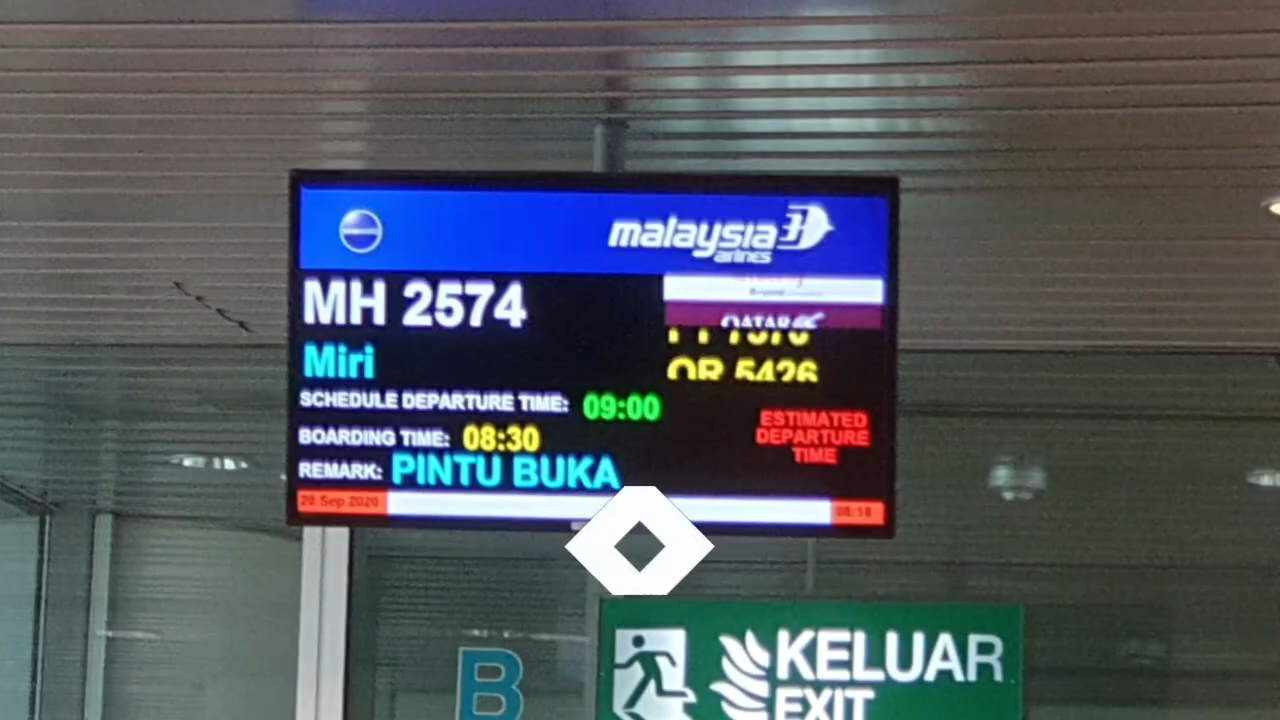 malaysia
airlines
MH 2574
QATAR
Miri
QR 5426
SCHEDULE DEPARTURE TIME: 09:00
BOARDING TIME: 08:30
ESTIMATED
DEPARTURE
TIME
REMARK: PINTU BUKA
20 Sep 2020
08:18
B
KELUAR
EXIT